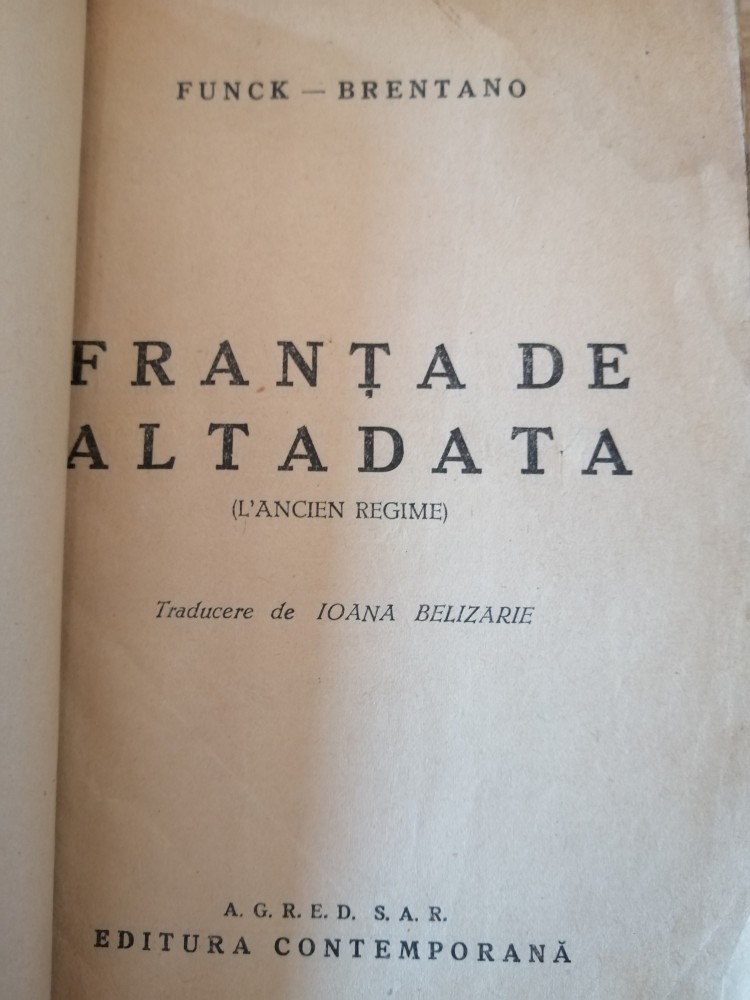 FUNCK — BRENTANO
FRANȚA DE
ALTADATA
(L'ANCIEN REGIME)
Traducere de IOANA BELIZARIE
A. G. R. E. D. S. A. R.
EDITURA CONTEMPORANĂ